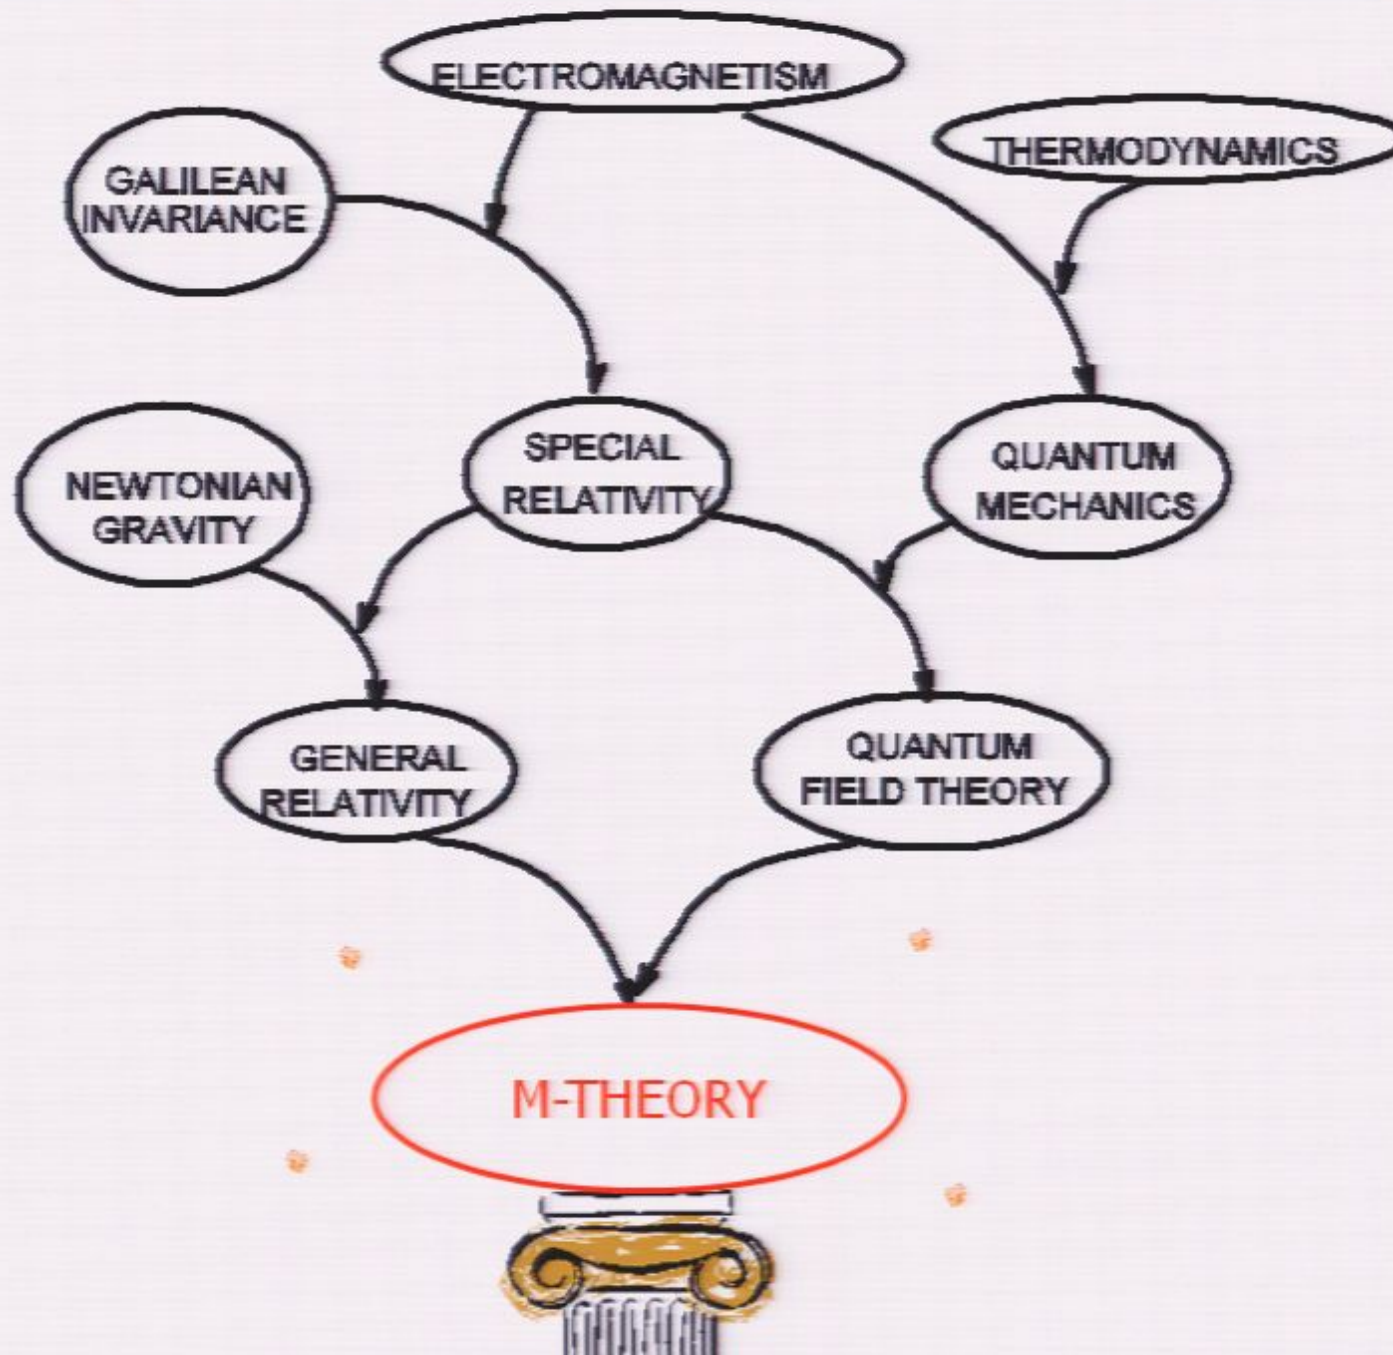 ELECTROMAGNETISM
THERMODYNAMICS
GALILEAN
INVARIANCE
SPECIAL
RELATIVITY
QUANTUM
MECHANICS
NEWTONIAN
GRAVITY
GENERAL
RELATIVITY
QUANTUM
FIELD THEORY
M-THEORY